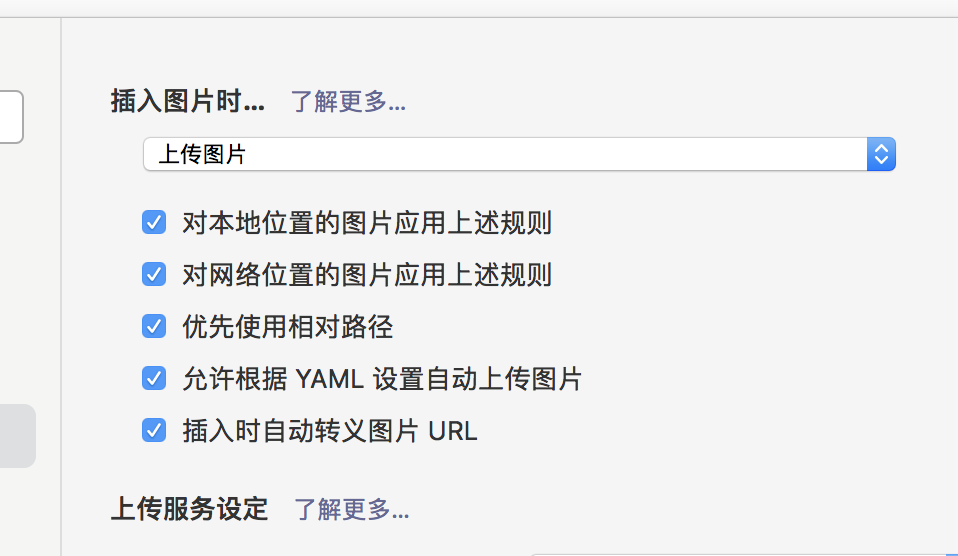 插入图片时... 了解更多...
上传图片
对本地位置的图片应用上述规则
对网络位置的图片应用上述规则
优先使用相对路径
允许根据 YAML 设置自动上传图片
插入时自动转义图片 URL
上传服务设定 了解更多...